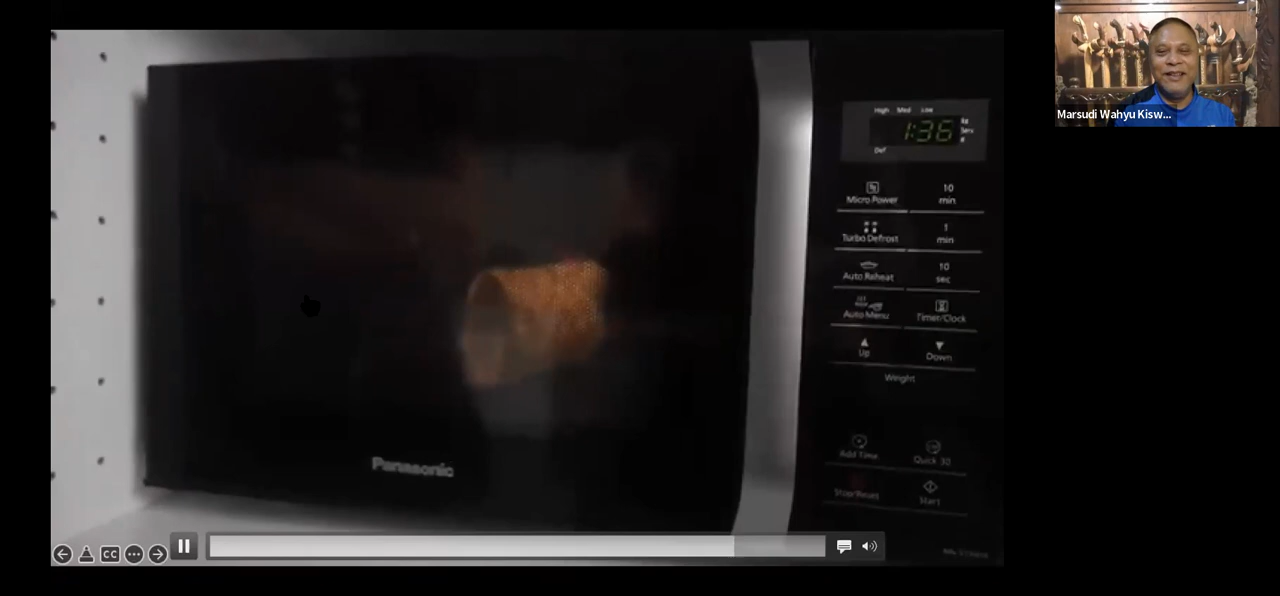 Marsudi Wahyu Kisw...
High Med Low
1:36
Def
Micro Power
10
min
Turbo Defrost
1
min
Auto Reheat
10
sec
Auto Menu
Timer/Clock
Up
Down
Weight
Panasonic
Add Time
Quick 30
Stop/Reset
Start
CC